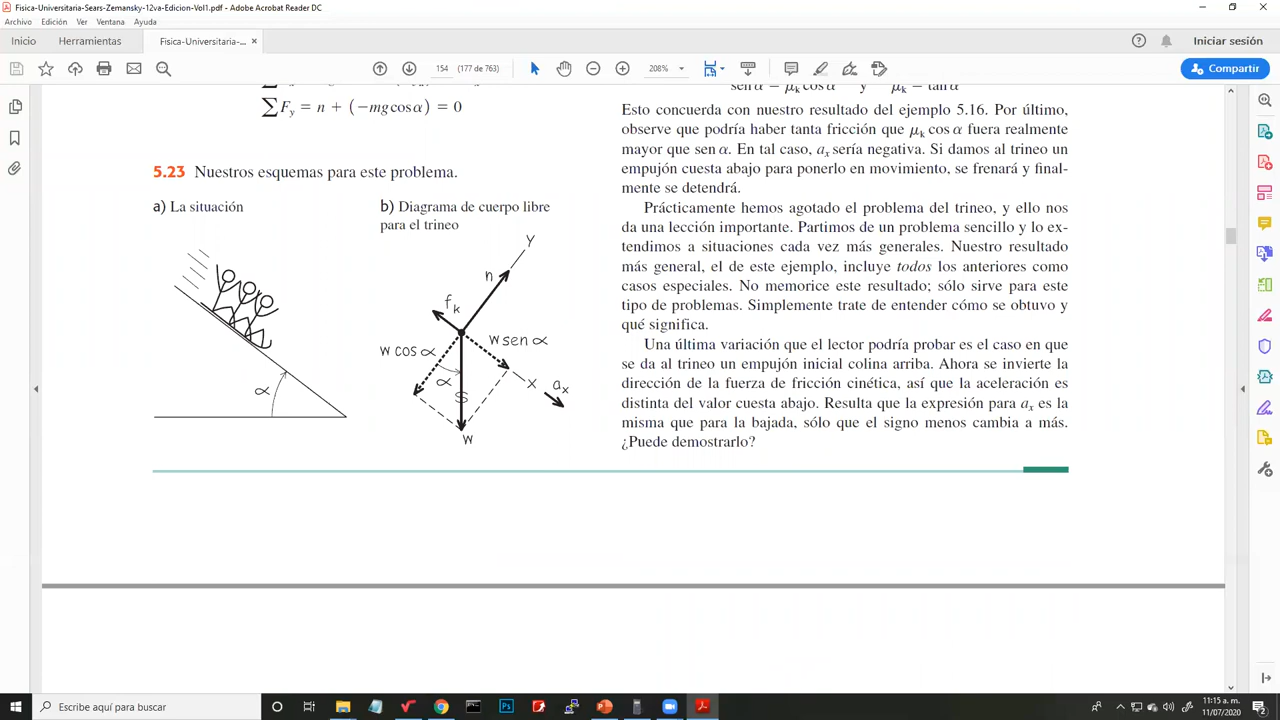 Fisica-Universitaria-Sears-Zemansky-12va-Edicion-Vol1.pdf - Adobe Acrobat Reader DC
Archivo Edición Ver Ventana Ayuda
Inicio Herramientas Fisica-Universitaria-... × Iniciar sesión
154 (177 de 763) 208% Compartir
∑F_y = n + (−mg cos α) = 0
5.23 Nuestros esquemas para este problema.
a) La situación
α
b) Diagrama de cuerpo libre
para el trineo
y
n
f_k
w sen α
w cos α
x
a_x
α
w
sen α = μ_k cos α y μ_k = tan α
Esto concuerda con nuestro resultado del ejemplo 5.16. Por último,
observe que podría haber tanta fricción que μ_k cos α fuera realmente
mayor que sen α. En tal caso, a_x sería negativa. Si damos al trineo un
empujón cuesta abajo para ponerlo en movimiento, se frenará y final-
mente se detendrá.
Prácticamente hemos agotado el problema del trineo, y ello nos
da una lección importante. Partimos de un problema sencillo y lo ex-
tendimos a situaciones cada vez más generales. Nuestro resultado
más general, el de este ejemplo, incluye todos los anteriores como
casos especiales. No memorice este resultado; sólo sirve para este
tipo de problemas. Simplemente trate de entender cómo se obtuvo y
qué significa.
Una última variación que el lector podría probar es el caso en que
se da al trineo un empujón inicial colina arriba. Ahora se invierte la
dirección de la fuerza de fricción cinética, así que la aceleración es
distinta del valor cuesta abajo. Resulta que la expresión para a_x es la
misma que para la bajada, sólo que el signo menos cambia a más.
¿Puede demostrarlo?
Escribe aquí para buscar
11:15 a. m.
11/07/2020
2